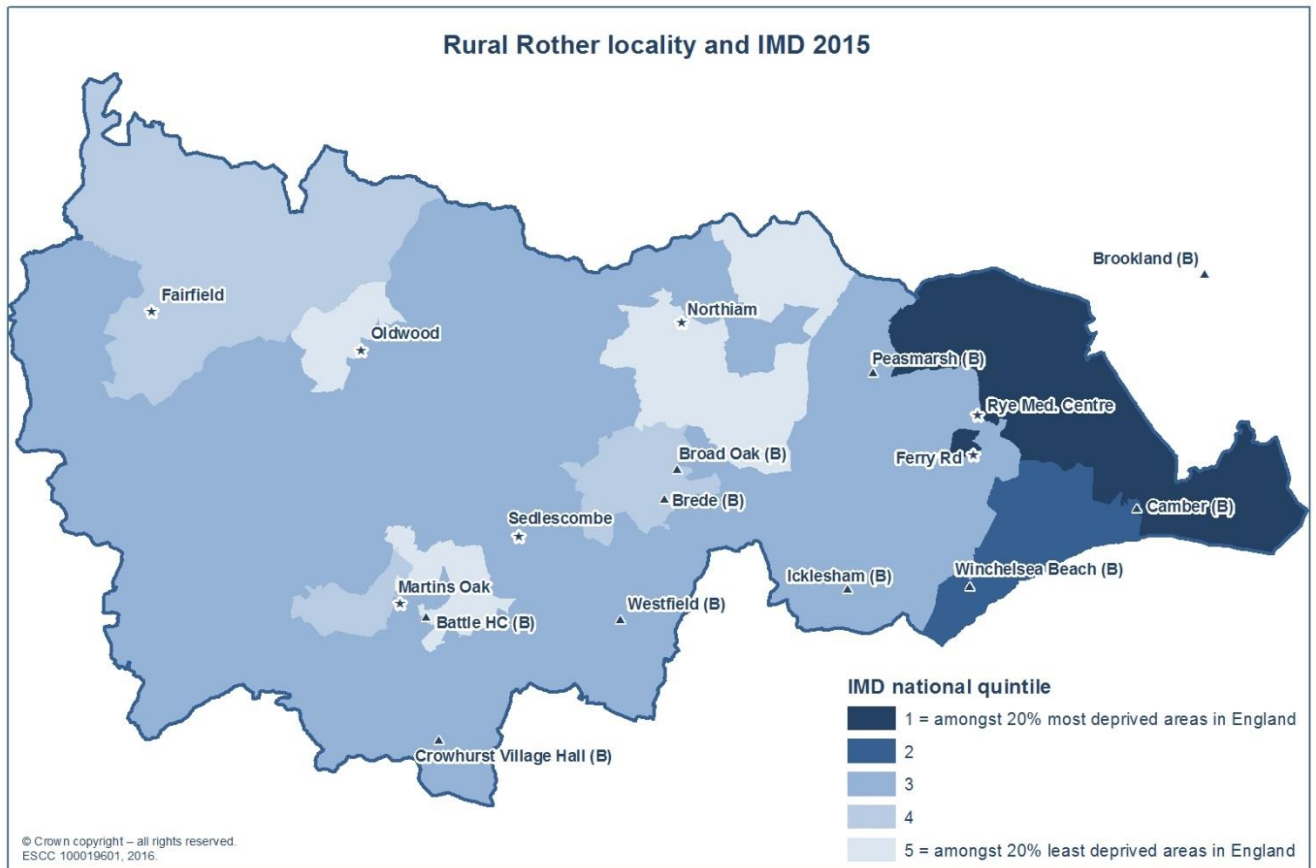 Rural Rother locality and IMD 2015
Brookland (B)
Fairfield
Northiam
Oldwood
Peasmarsh (B)
Rye Med. Centre
Ferry Rd
Broad Oak (B)
Brede (B)
Camber (B)
Sedlescombe
Winchelsea Beach (B)
Icklesham (B)
Martins Oak
Westfield (B)
Battle HC (B)
Crowhurst Village Hall (B)
IMD national quintile
1 = amongst 20% most deprived areas in England
2
3
4
5 = amongst 20% least deprived areas in England
© Crown copyright – all rights reserved.
ESCC 100019601, 2016.